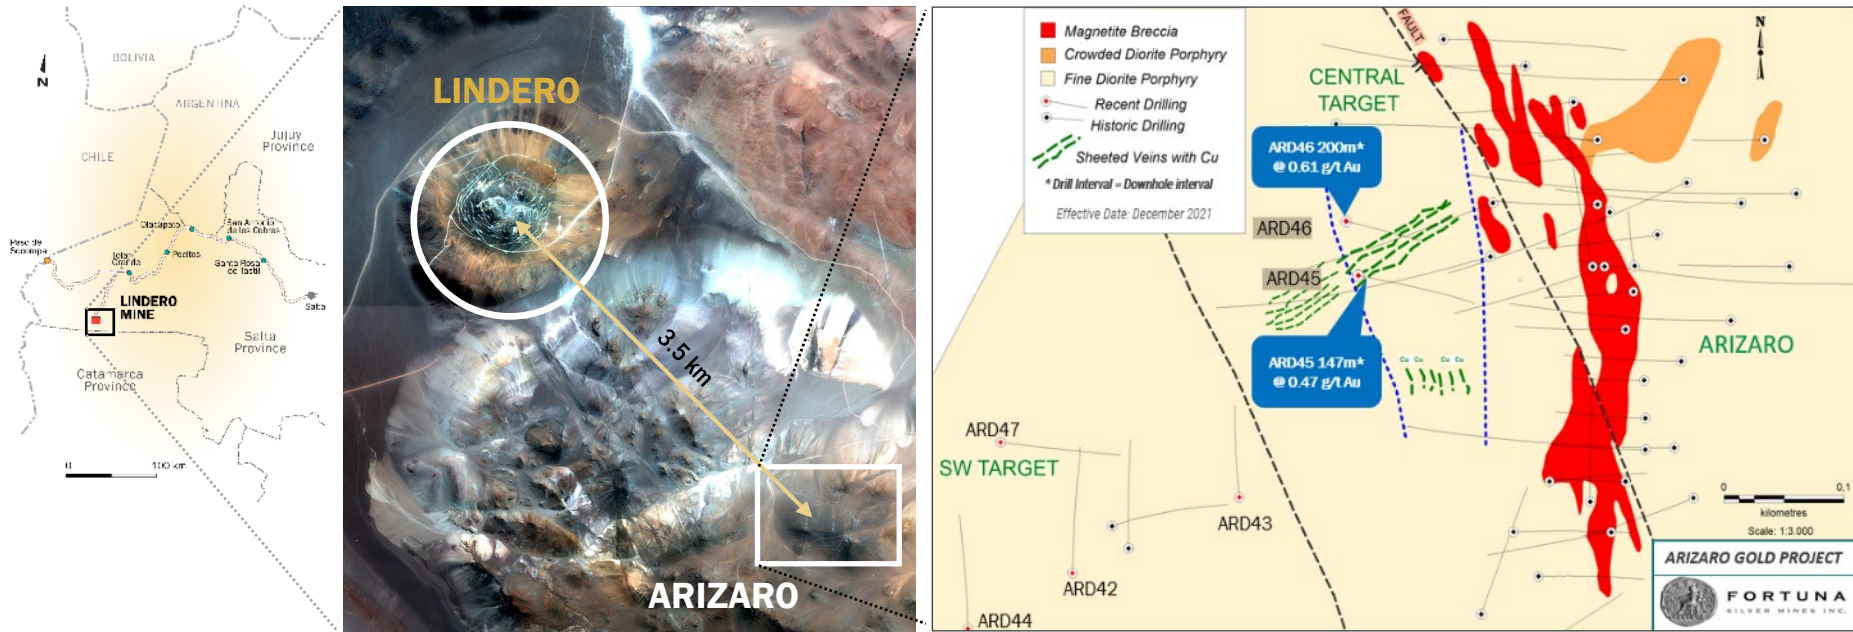 N
BOLIVIA
ARGENTINA
Jujuy
Province
CHILE
Olacapato
San Antonio
de los Cobres
Paso de
Socompa
Tolar
Grande
Pocitos
Santa Rosa
de Tastil
LINDERO
MINE
Salta
Salta
Province
Catamarca
Province
0
100 km
LINDERO
3.5 km
ARIZARO
Magnetite Breccia
Crowded Diorite Porphyry
Fine Diorite Porphyry
Recent Drilling
Historic Drilling
Sheeted Veins with Cu
* Drill Interval = Downhole interval
Effective Date: December 2021
FAULT
N
CENTRAL
TARGET
ARD46 200m*
@ 0.61 g/t Au
ARD46
ARD45
ARD45 147m*
@ 0.47 g/t Au
Cu Cu Cu Cu
ARIZARO
ARD47
SW TARGET
ARD43
ARD42
ARD44
0 0,1
kilometres
Scale: 1:3.000
ARIZARO GOLD PROJECT
FORTUNA
SILVER MINES INC.